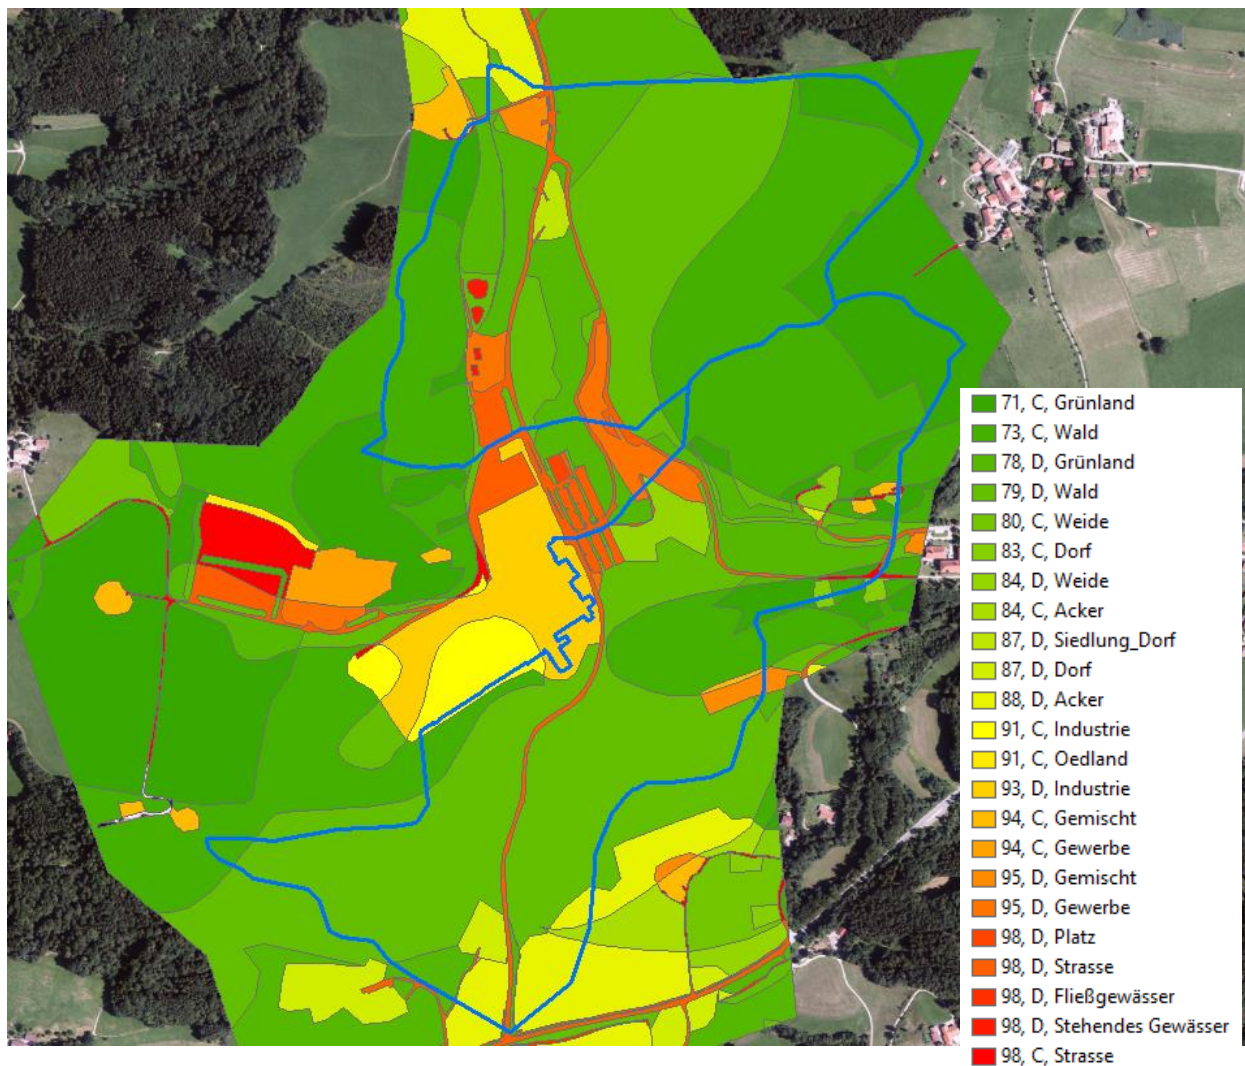 71, C, Grünland
73, C, Wald
78, D, Grünland
79, D, Wald
80, C, Weide
83, C, Dorf
84, D, Weide
84, C, Acker
87, D, Siedlung_Dorf
87, D, Dorf
88, D, Acker
91, C, Industrie
91, C, Oedland
93, D, Industrie
94, C, Gemischt
94, C, Gewerbe
95, D, Gemischt
95, D, Gewerbe
98, D, Platz
98, D, Strasse
98, D, Fließgewässer
98, D, Stehendes Gewässer
98, C, Strasse